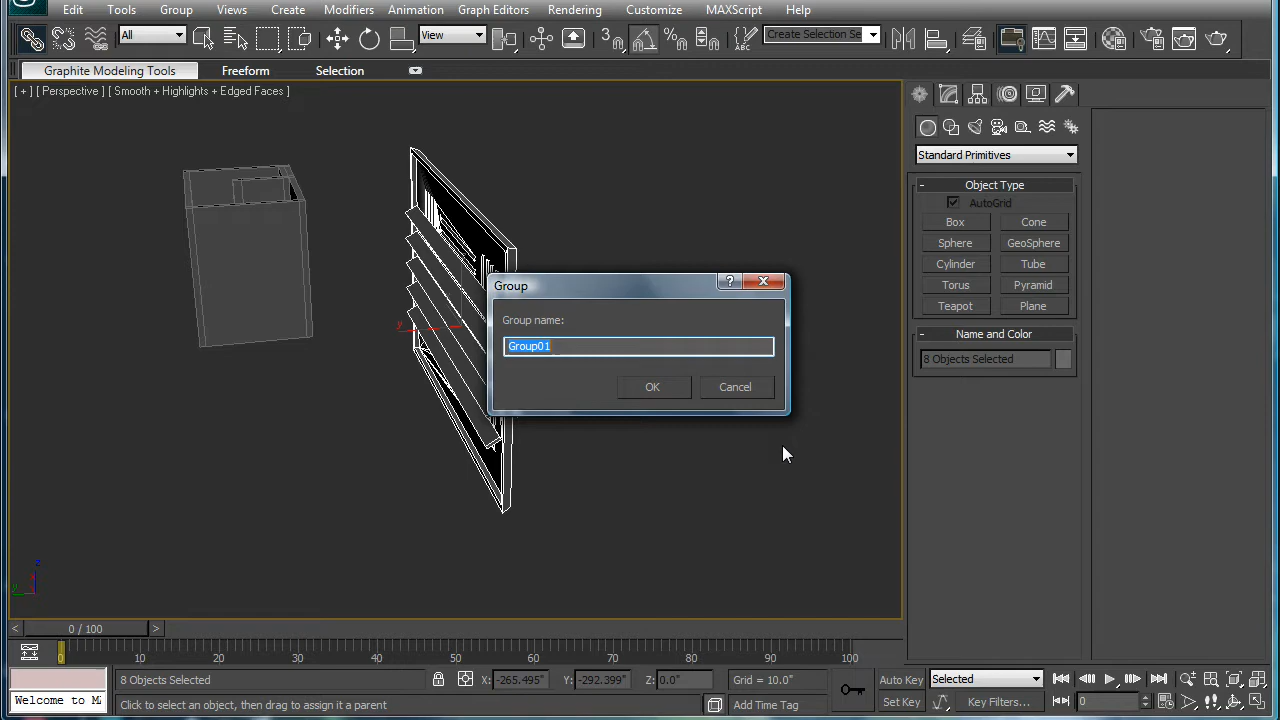 Edit Tools Group Views Create Modifiers Animation Graph Editors Rendering Customize MAXScript Help
All View 3 % ABC Create Selection Se
Graphite Modeling Tools Freeform Selection
[ + ] [ Perspective ] [ Smooth + Highlights + Edged Faces ]
Standard Primitives
- Object Type
AutoGrid
Box Cone
Sphere GeoSphere
Cylinder Tube
Torus Pyramid
Teapot Plane
- Name and Color
8 Objects Selected
Group ?
Group name:
Group01
OK Cancel
y
z
x
y
< 0 / 100 >
0 10 20 30 40 50 60 70 80 90 100
8 Objects Selected X: -265.495" Y: -292.399" Z: 0.0" Grid = 10.0" Auto Key Selected
Welcome to M Click to select an object, then drag to assign it a parent Add Time Tag Set Key Key Filters... 0